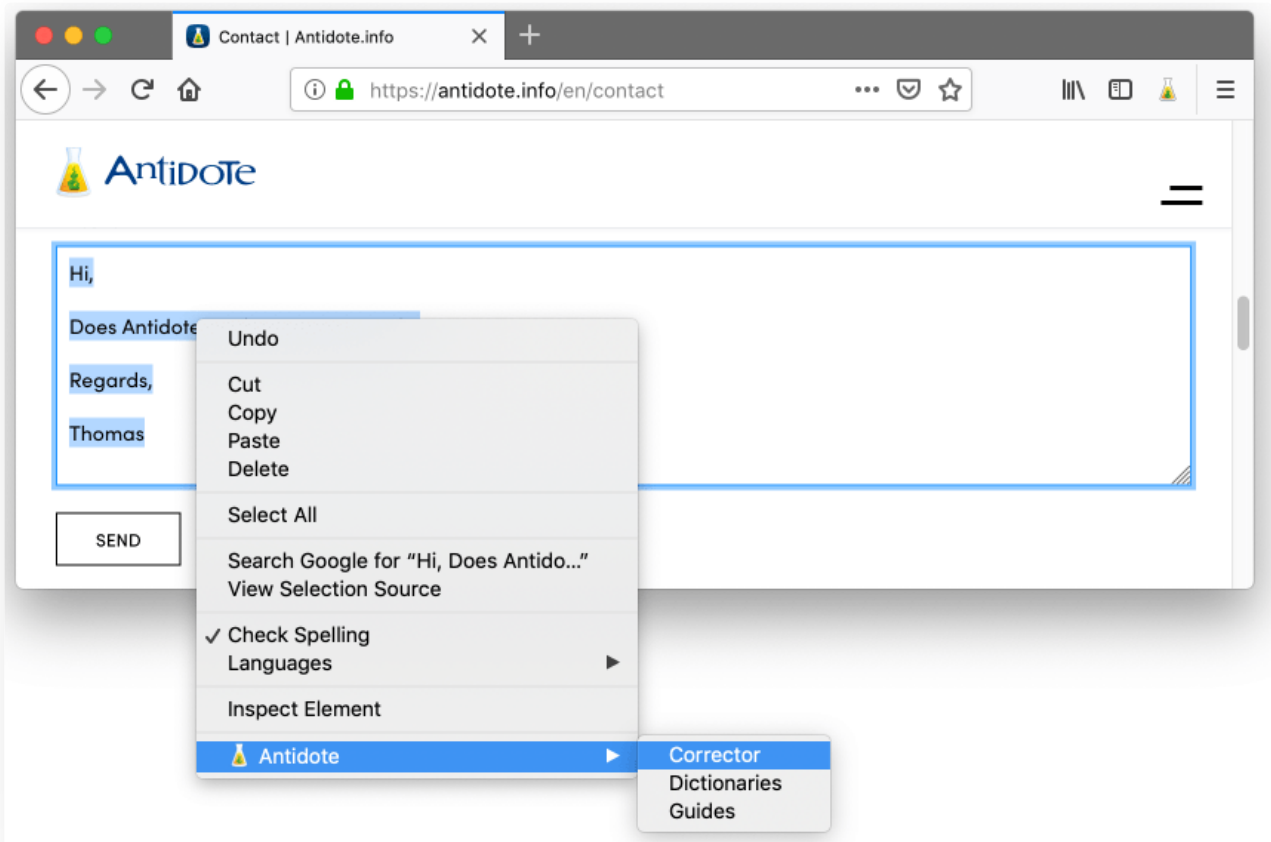 Contact | Antidote.info
https://antidote.info/en/contact
Antidote
Hi,
Does Antidote
Regards,
Thomas
SEND
Undo
Cut
Copy
Paste
Delete
Select All
Search Google for “Hi, Does Antido...”
View Selection Source
✓ Check Spelling
Languages
Inspect Element
Antidote
Corrector
Dictionaries
Guides